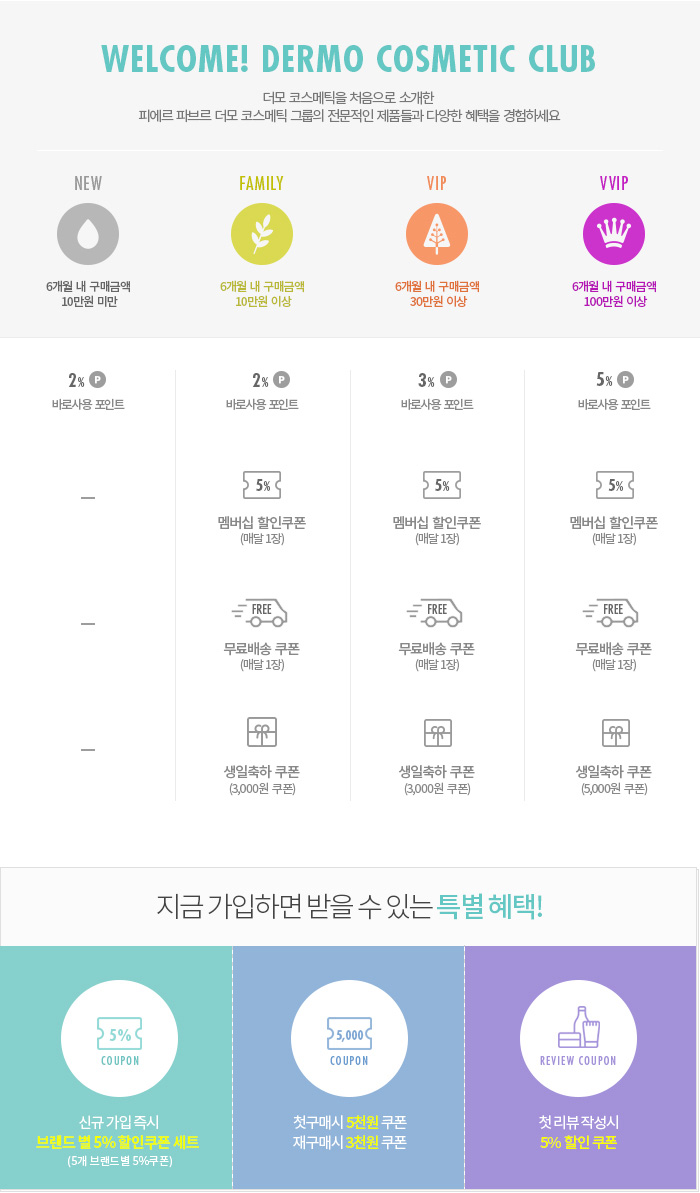 WELCOME! DERMO COSMETIC CLUB
더모 코스메틱을 처음으로 소개한
피에르 파브르 더모 코스메틱 그룹의 전문적인 제품들과 다양한 혜택을 경험하세요
NEW
FAMILY
VIP
VVIP
6개월 내 구매금액
10만원 미만
6개월 내 구매금액
10만원 이상
6개월 내 구매금액
30만원 이상
6개월 내 구매금액
100만원 이상
2% P
2% P
3% P
5% P
바로사용 포인트
바로사용 포인트
바로사용 포인트
바로사용 포인트
–
5%
5%
5%
멤버십 할인쿠폰
(매달 1장)
멤버십 할인쿠폰
(매달 1장)
멤버십 할인쿠폰
(매달 1장)
–
FREE
FREE
FREE
무료배송 쿠폰
(매달 1장)
무료배송 쿠폰
(매달 1장)
무료배송 쿠폰
(매달 1장)
–
생일축하 쿠폰
(3,000원 쿠폰)
생일축하 쿠폰
(3,000원 쿠폰)
생일축하 쿠폰
(5,000원 쿠폰)
지금 가입하면 받을 수 있는 특별 혜택!
5%
COUPON
5,000
COUPON
REVIEW COUPON
신규 가입 즉시
브랜드 별 5% 할인쿠폰 세트
(5개 브랜드별 5%쿠폰)
첫구매시 5천원 쿠폰
재구매시 3천원 쿠폰
첫 리뷰 작성시
5% 할인 쿠폰